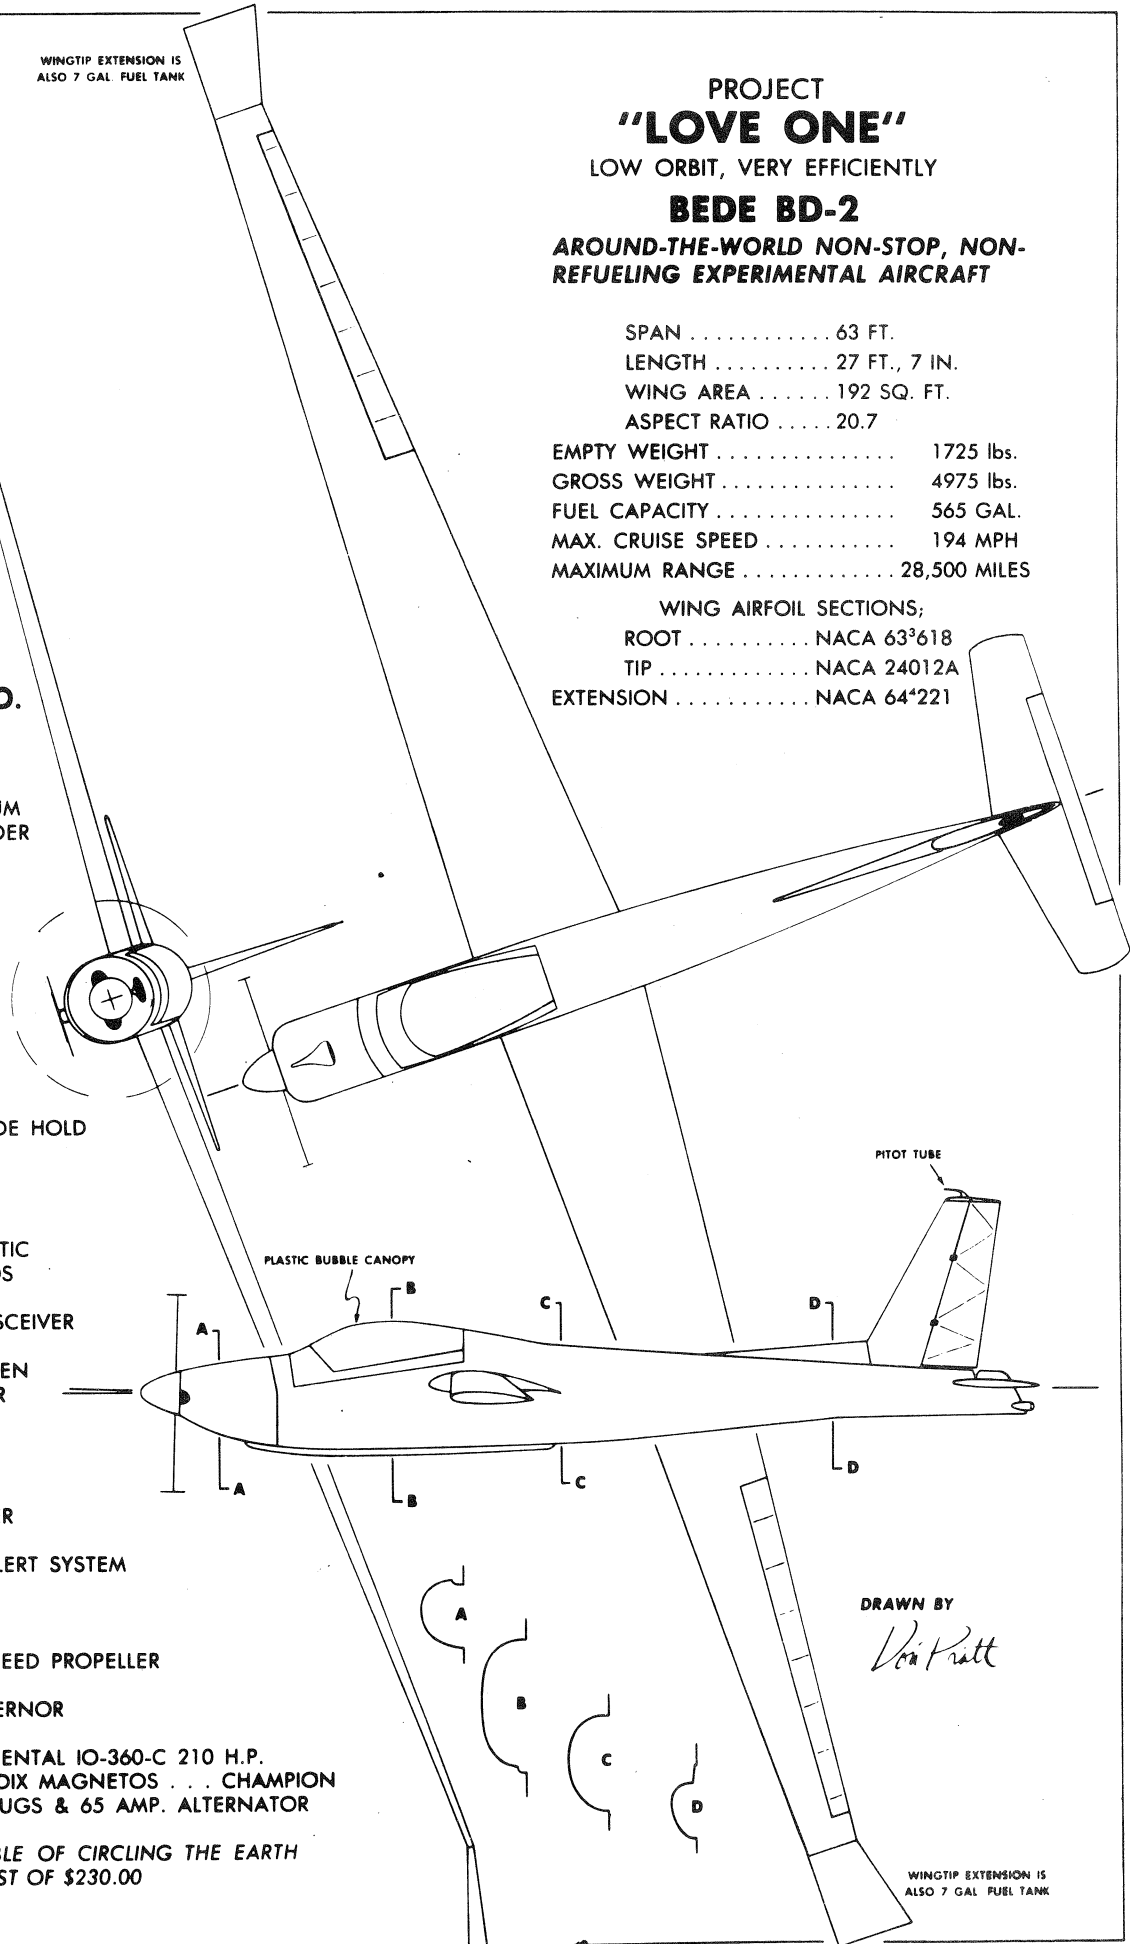 WINGTIP EXTENSION IS
ALSO 7 GAL. FUEL TANK
PROJECT
"LOVE ONE"
LOW ORBIT, VERY EFFICIENTLY
BEDE BD-2
AROUND-THE-WORLD NON-STOP, NON-
REFUELING EXPERIMENTAL AIRCRAFT
SPAN ............ 63 FT.
LENGTH .......... 27 FT., 7 IN.
WING AREA ...... 192 SQ. FT.
ASPECT RATIO ..... 20.7
EMPTY WEIGHT ............... 1725 lbs.
GROSS WEIGHT ............... 4975 lbs.
FUEL CAPACITY ............... 565 GAL.
MAX. CRUISE SPEED ........... 194 MPH
MAXIMUM RANGE ............. 28,500 MILES
WING AIRFOIL SECTIONS;
ROOT .......... NACA 63³618
TIP ............. NACA 24012A
EXTENSION ........... NACA 64⁴221
O.
UM
DER
DE HOLD
PITOT TUBE
TIC
PLASTIC BUBBLE CANOPY
OS
B
C
D
A
SCEIVER
EN
R
A
B
C
D
R
LERT SYSTEM
A
DRAWN BY
Don Pratt
EED PROPELLER
B
ERNOR
C
ENTAL IO-360-C 210 H.P.
DIX MAGNETOS . . . CHAMPION
UGS & 65 AMP. ALTERNATOR
D
BLE OF CIRCLING THE EARTH
ST OF $230.00
WINGTIP EXTENSION IS
ALSO 7 GAL FUEL TANK